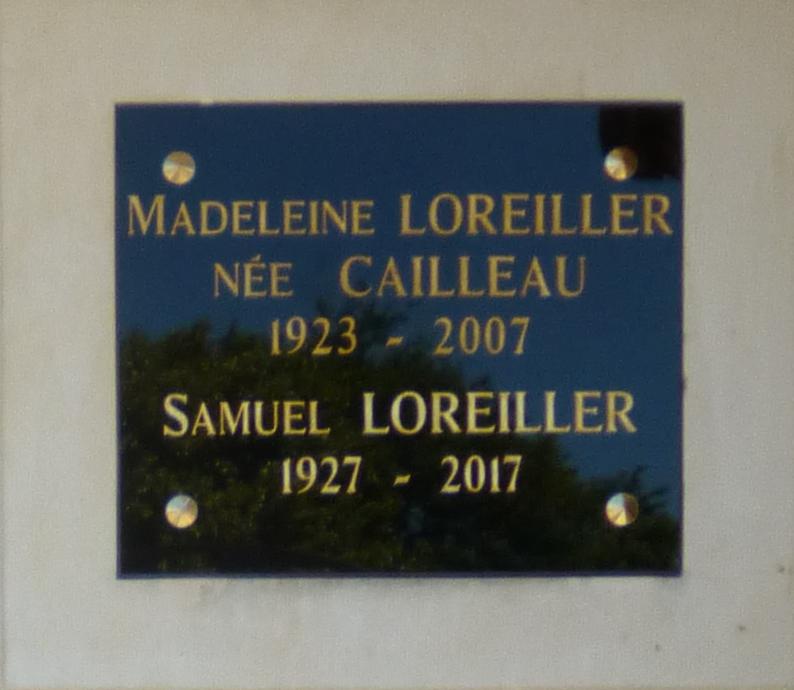 MADELEINE LOREILLER
NÉE CAILLEAU
1923 - 2007
SAMUEL LOREILLER
1927 - 2017